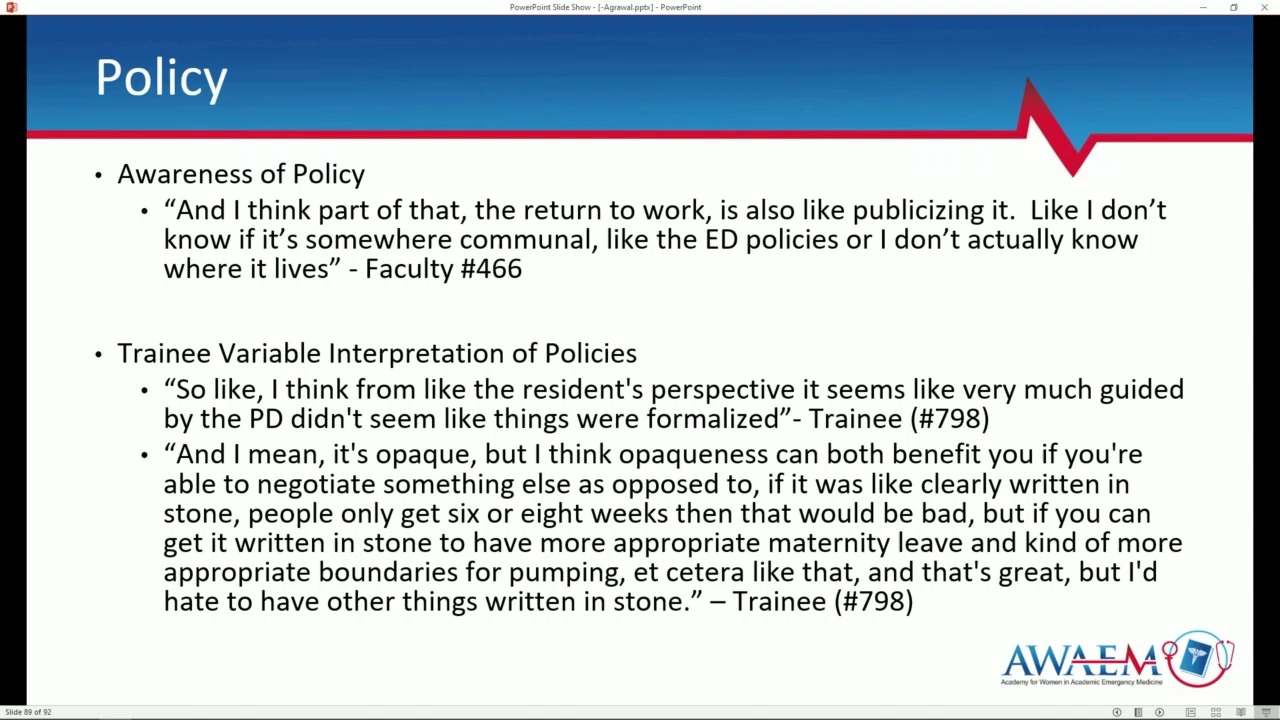 PowerPoint Slide Show - [-Agrawal.pptx] - PowerPoint
Policy
• Awareness of Policy
• “And I think part of that, the return to work, is also like publicizing it.  Like I don’t
know if it’s somewhere communal, like the ED policies or I don’t actually know
where it lives” - Faculty #466
• Trainee Variable Interpretation of Policies
• “So like, I think from like the resident's perspective it seems like very much guided
by the PD didn't seem like things were formalized”- Trainee (#798)
• “And I mean, it's opaque, but I think opaqueness can both benefit you if you're
able to negotiate something else as opposed to, if it was like clearly written in
stone, people only get six or eight weeks then that would be bad, but if you can
get it written in stone to have more appropriate maternity leave and kind of more
appropriate boundaries for pumping, et cetera like that, and that's great, but I'd
hate to have other things written in stone.” – Trainee (#798)
AWAEM
Academy for Women in Academic Emergency Medicine
Slide 89 of 92